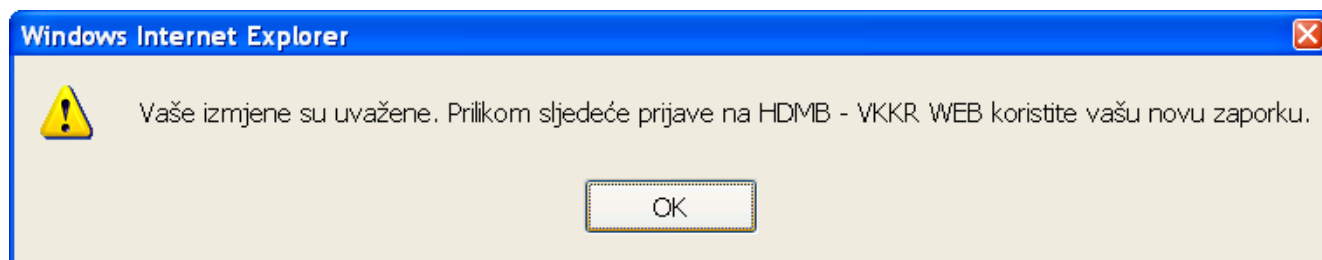 Windows Internet Explorer
Vaše izmjene su uvažene. Prilikom sljedeće prijave na HDMB - VKKR WEB koristite vašu novu zaporku.
OK